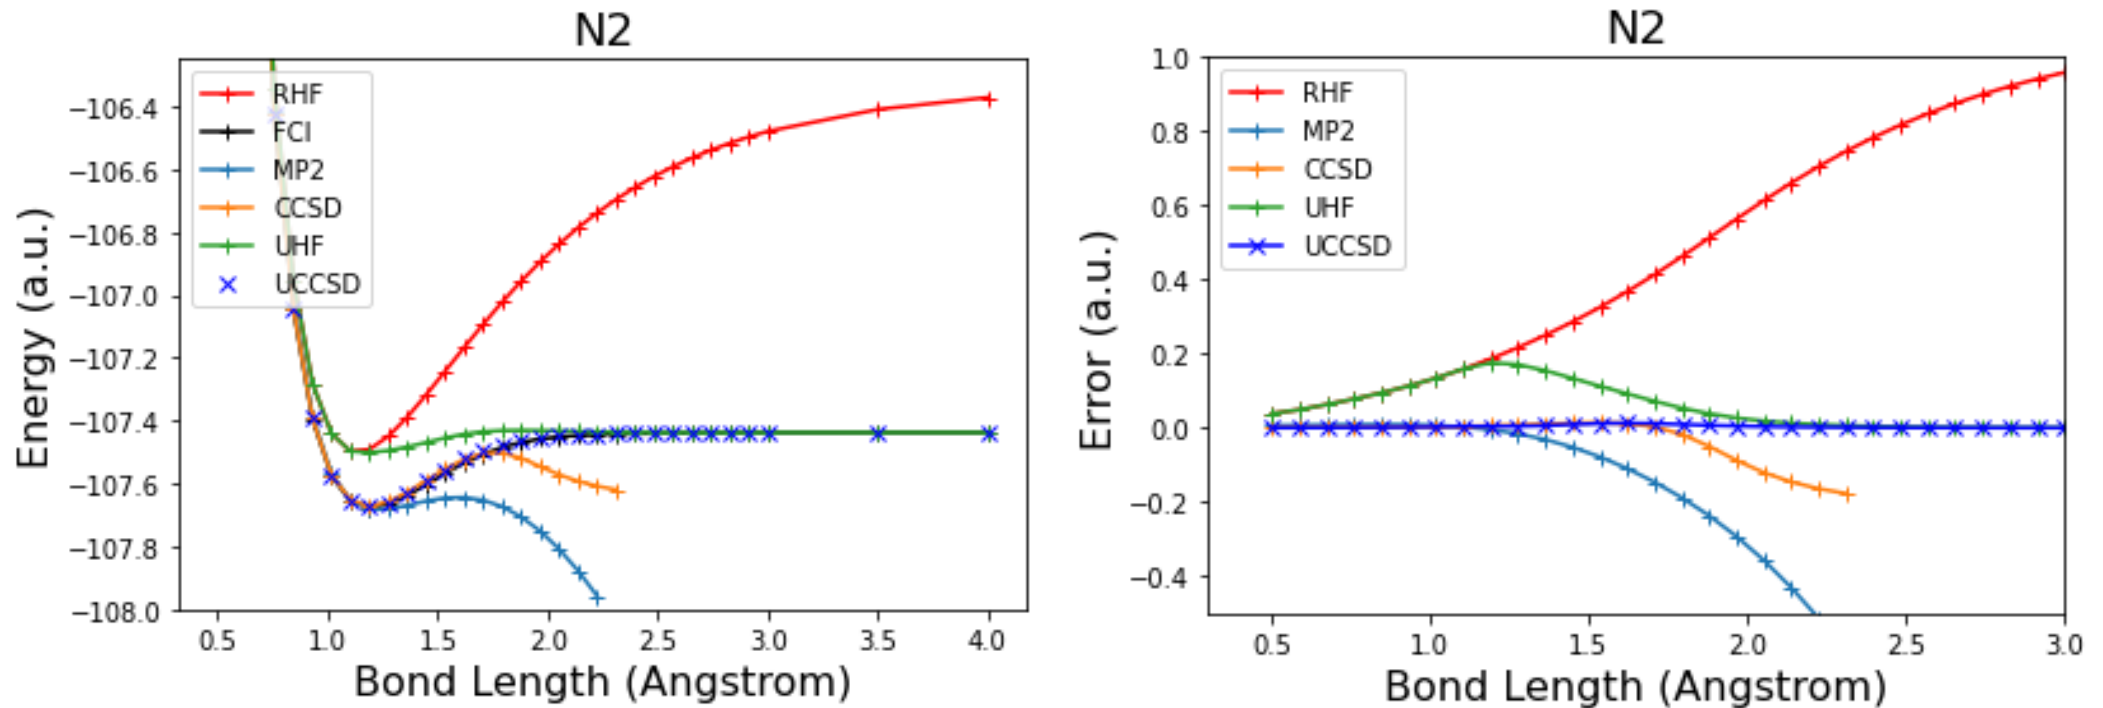 N2
Energy (a.u.)
−106.4
−106.6
−106.8
−107.0
−107.2
−107.4
−107.6
−107.8
−108.0
RHF
FCI
MP2
CCSD
UHF
UCCSD
0.5 1.0 1.5 2.0 2.5 3.0 3.5 4.0
Bond Length (Angstrom)
N2
Error (a.u.)
1.0
0.8
0.6
0.4
0.2
0.0
−0.2
−0.4
RHF
MP2
CCSD
UHF
UCCSD
0.5 1.0 1.5 2.0 2.5 3.0
Bond Length (Angstrom)